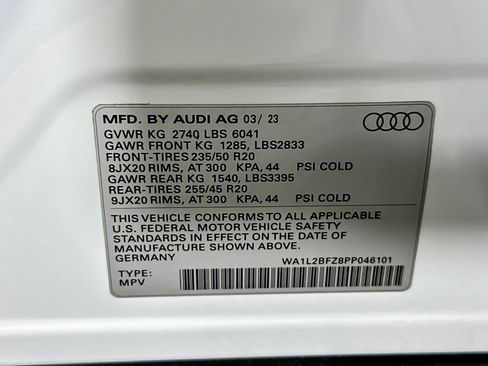 MFD. BY AUDI AG 03/ 23
GVWR KG 2740 LBS 6041
GAWR FRONT KG 1285, LBS2833
FRONT-TIRES 235/50 R20
8JX20 RIMS, AT 300 KPA, 44 PSI COLD
GAWR REAR KG 1540, LBS3395
REAR-TIRES 255/45 R20
9JX20 RIMS, AT 300 KPA, 44 PSI COLD
THIS VEHICLE CONFORMS TO ALL APPLICABLE
U.S. FEDERAL MOTOR VEHICLE SAFETY
STANDARDS IN EFFECT ON THE DATE OF
MANUFACTURE SHOWN ABOVE.
GERMANY WA1L2BFZ8PP046101
TYPE:
MPV